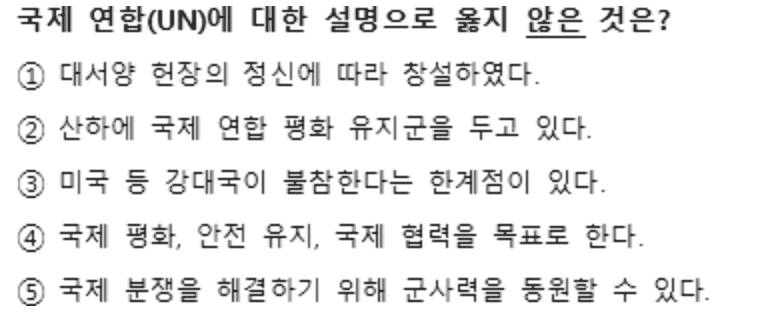 국제 연합(UN)에 대한 설명으로 옳지 않은 것은?
① 대서양 헌장의 정신에 따라 창설하였다.
② 산하에 국제 연합 평화 유지군을 두고 있다.
③ 미국 등 강대국이 불참한다는 한계점이 있다.
④ 국제 평화, 안전 유지, 국제 협력을 목표로 한다.
⑤ 국제 분쟁을 해결하기 위해 군사력을 동원할 수 있다.